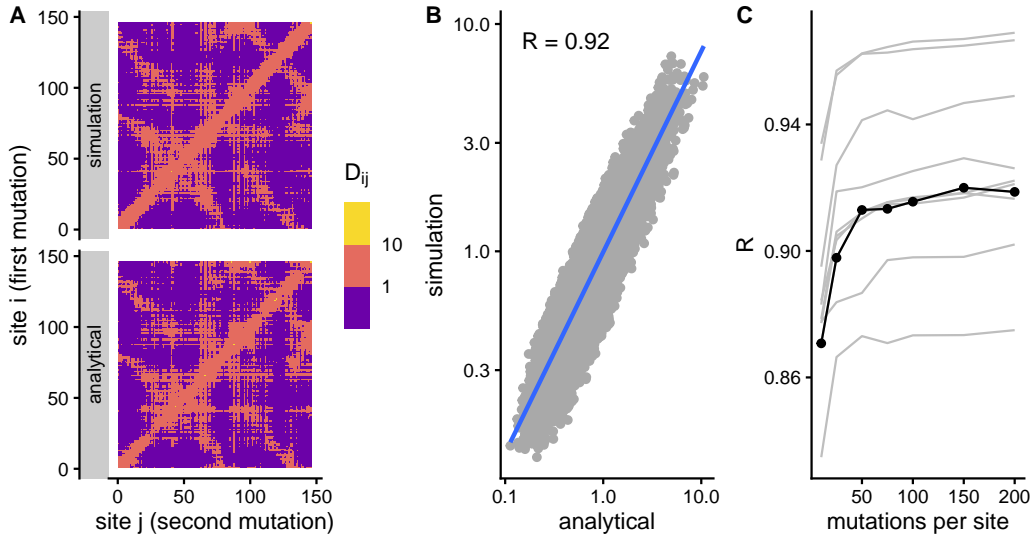 A
site i (first mutation)
simulation
150
100
50
0
analytical
150
100
50
0
0
50
100
150
site j (second mutation)
D_ij
10
1
B
R = 0.92
simulation
10.0
3.0
1.0
0.3
0.1
1.0
10.0
analytical
C
R
0.94
0.90
0.86
50
100
150
200
mutations per site